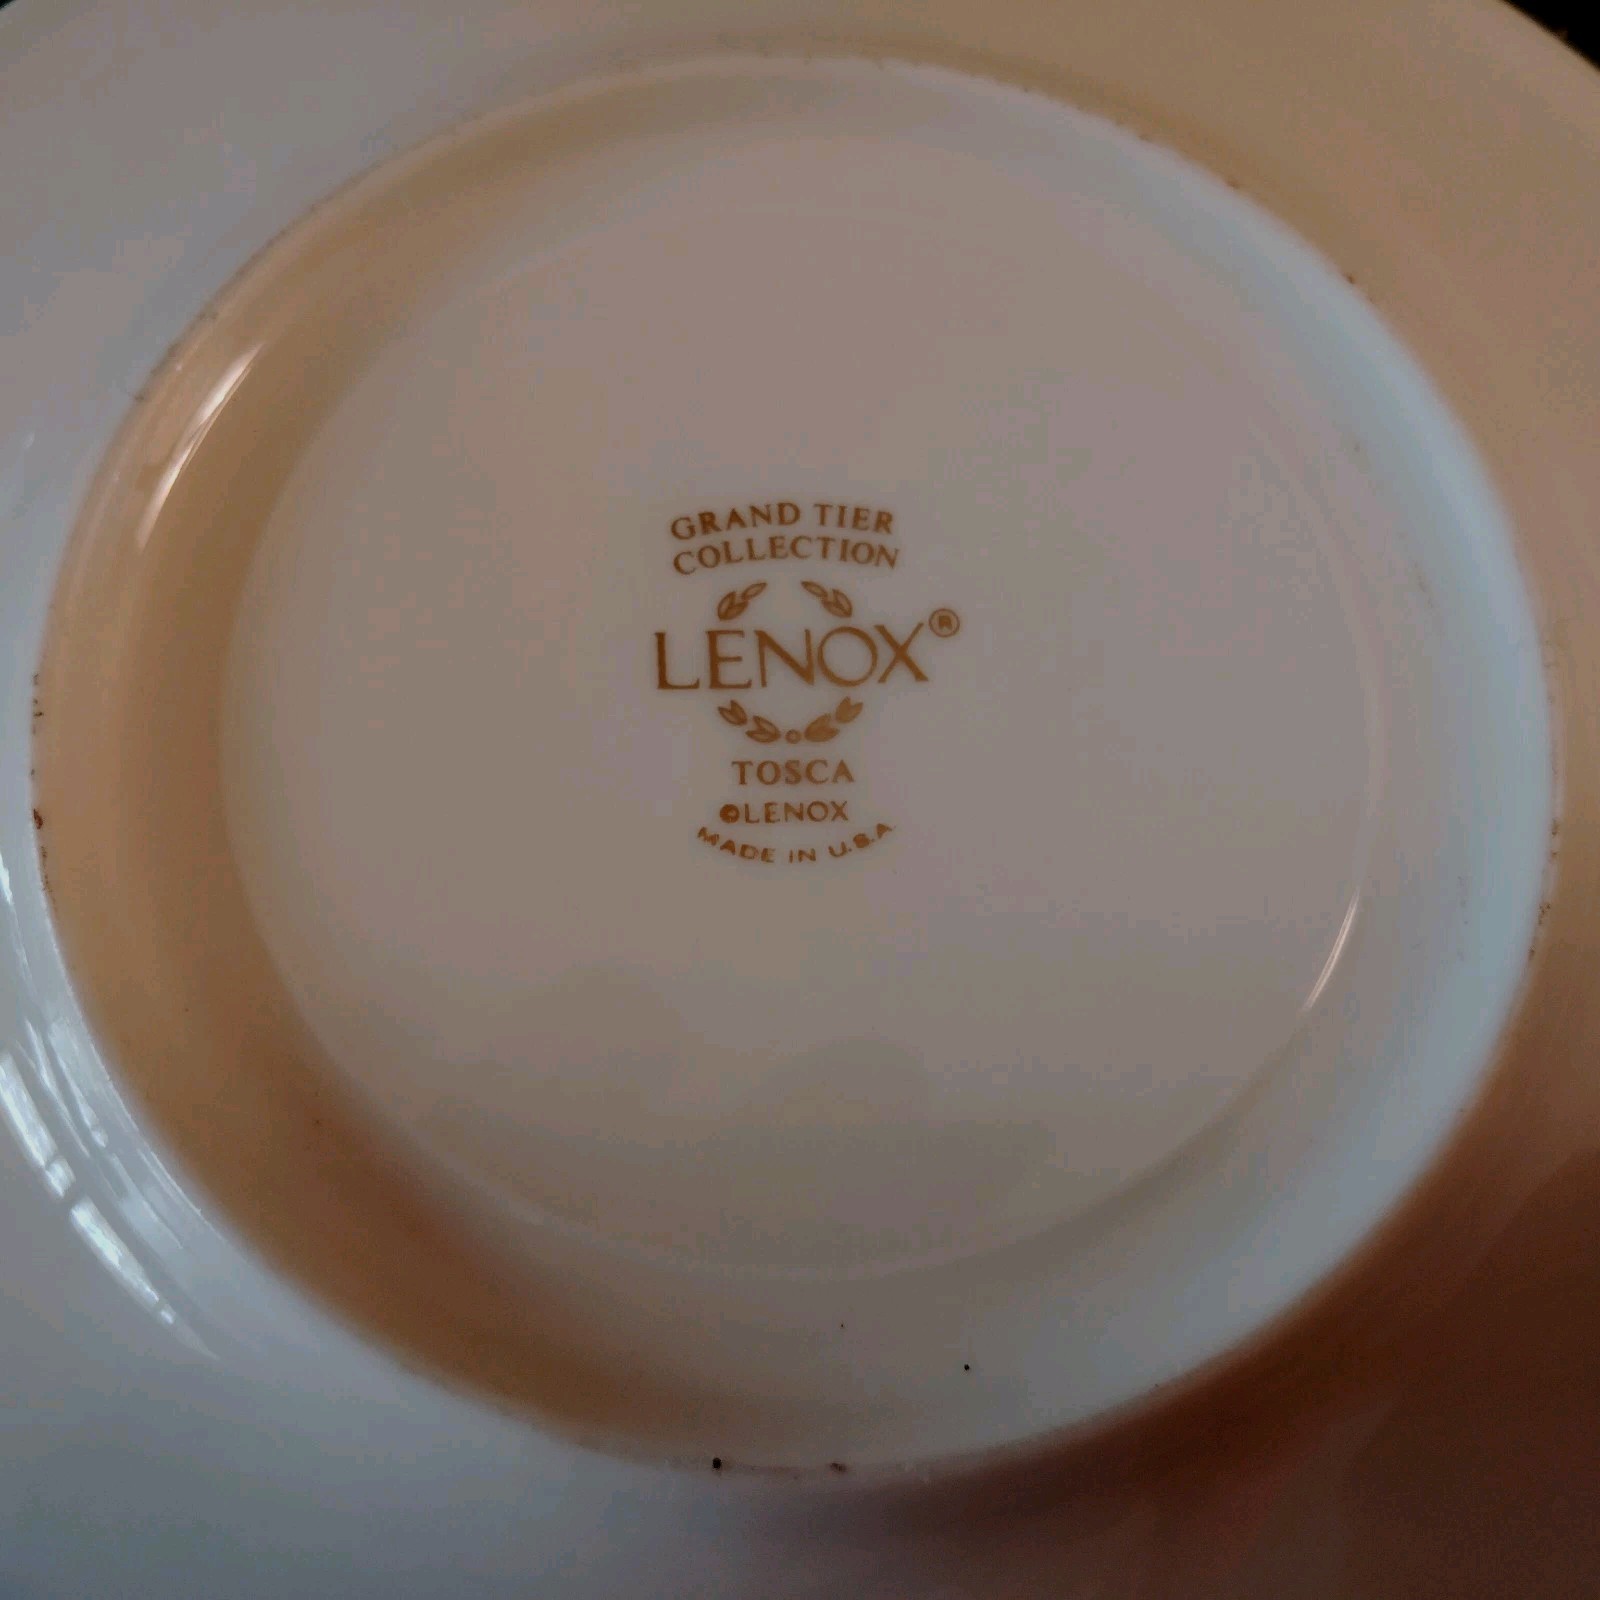 GRAND TIER
COLLECTION
LENOX®
TOSCA
©LENOX
MADE IN U.S.A